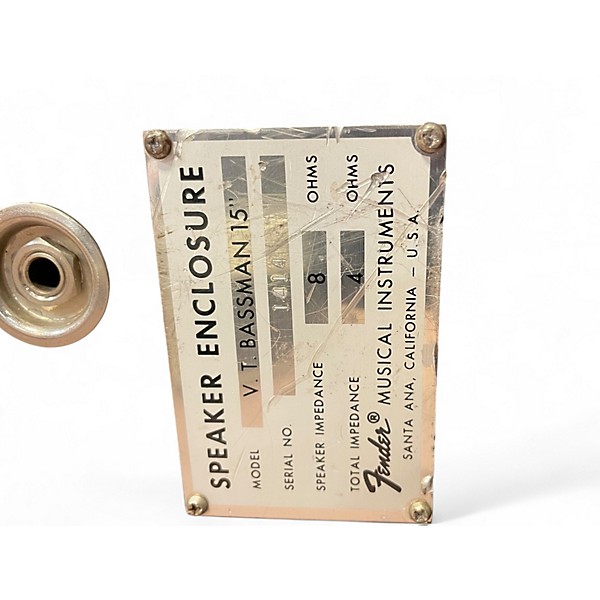 SPEAKER ENCLOSURE
MODEL V. T. BASSMAN 15"
SERIAL NO. 1414
SPEAKER IMPEDANCE 8 OHMS
TOTAL IMPEDANCE 4 OHMS
Fender® MUSICAL INSTRUMENTS
SANTA ANA, CALIFORNIA - U.S.A.